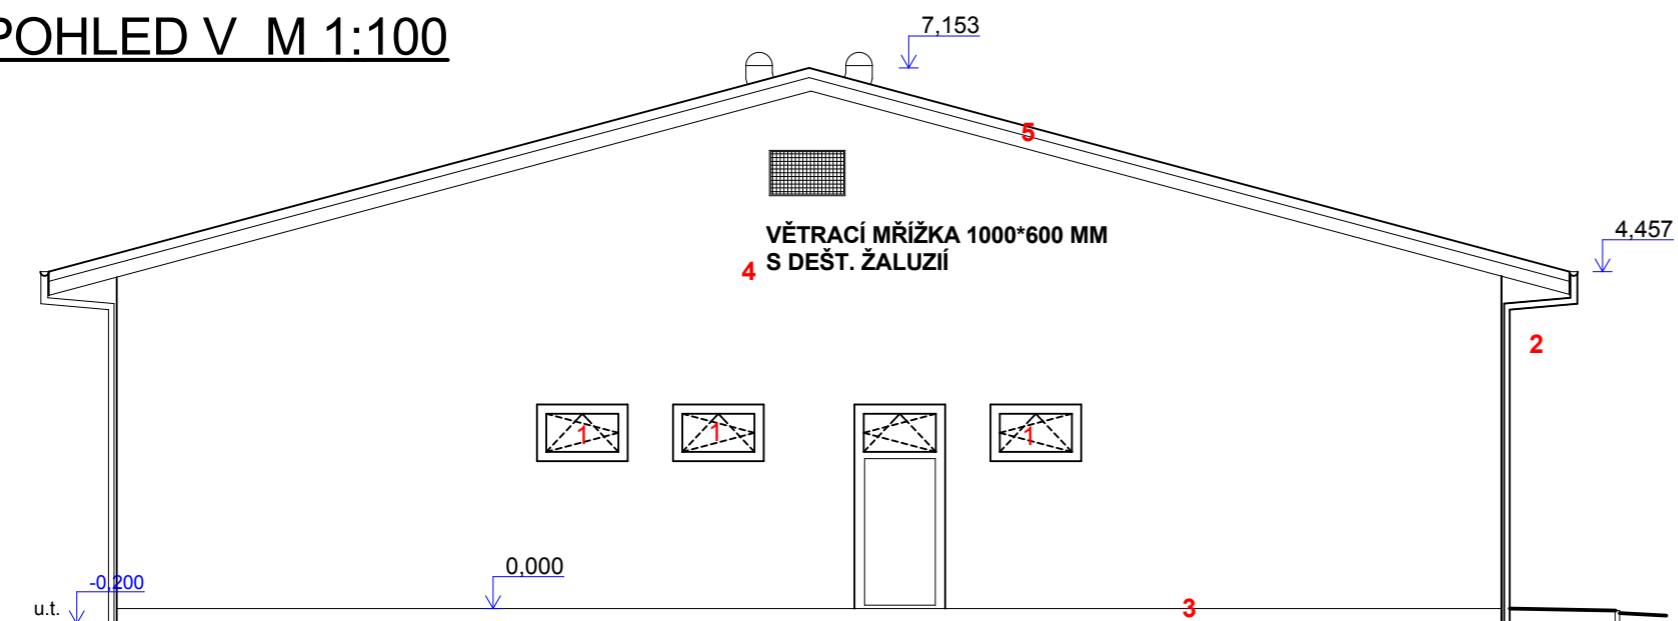 POHLED V M 1:100
7,153
5
VĚTRACÍ MŘÍŽKA 1000*600 MM
4,457
4 S DEŠT. ŽALUZIÍ
2
1 1 1
0,000
-0,200
u.t.
3